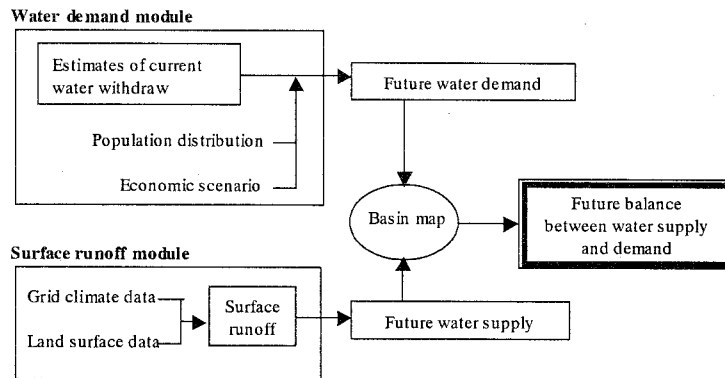 Water demand module
Estimates of current
water withdraw
Future water demand
Population distribution
Economic scenario
Basin map
Future balance
between water supply
and demand
Surface runoff module
Grid climate data
Surface
runoff
Land surface data
Future water supply